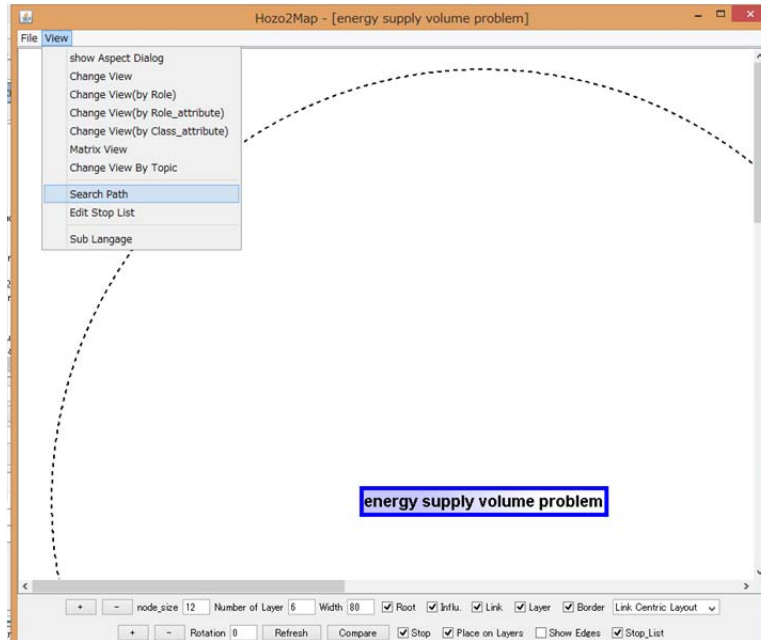 Hozo2Map - [energy supply volume problem]
File View
show Aspect Dialog
Change View
Change View(by Role)
Change View(by Role_attribute)
Change View(by Class_attribute)
Matrix View
Change View By Topic
Search Path
Edit Stop List
Sub Langage
energy supply volume problem
+ - node_size 12 Number of Layer 6 Width 80 Root Influ. Link Layer Border Link Centric Layout
+ - Rotation 0 Refresh Compare Stop Place on Layers Show Edges Stop_List